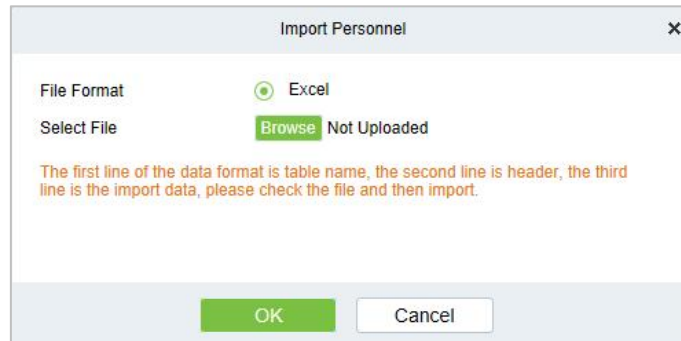 Import Personnel
File Format Excel
Select File Browse Not Uploaded
The first line of the data format is table name, the second line is header, the third
line is the import data, please check the file and then import.
OK Cancel